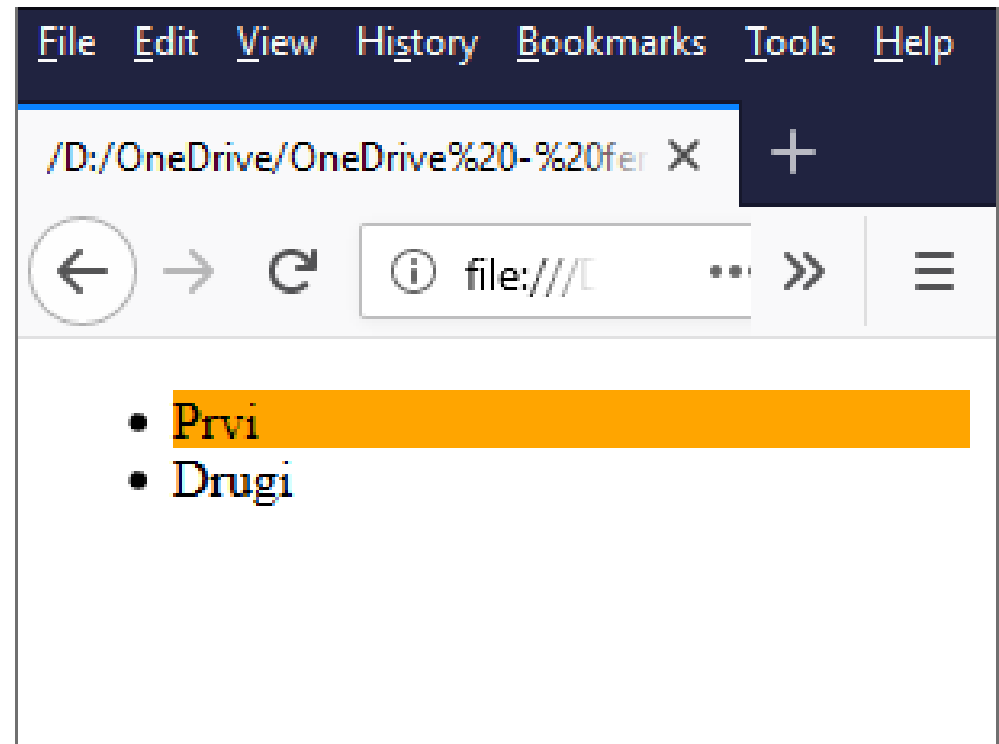 File Edit View History Bookmarks Tools Help
/D:/OneDrive/OneDrive%20-%20fer
file:///D
• Prvi
• Drugi